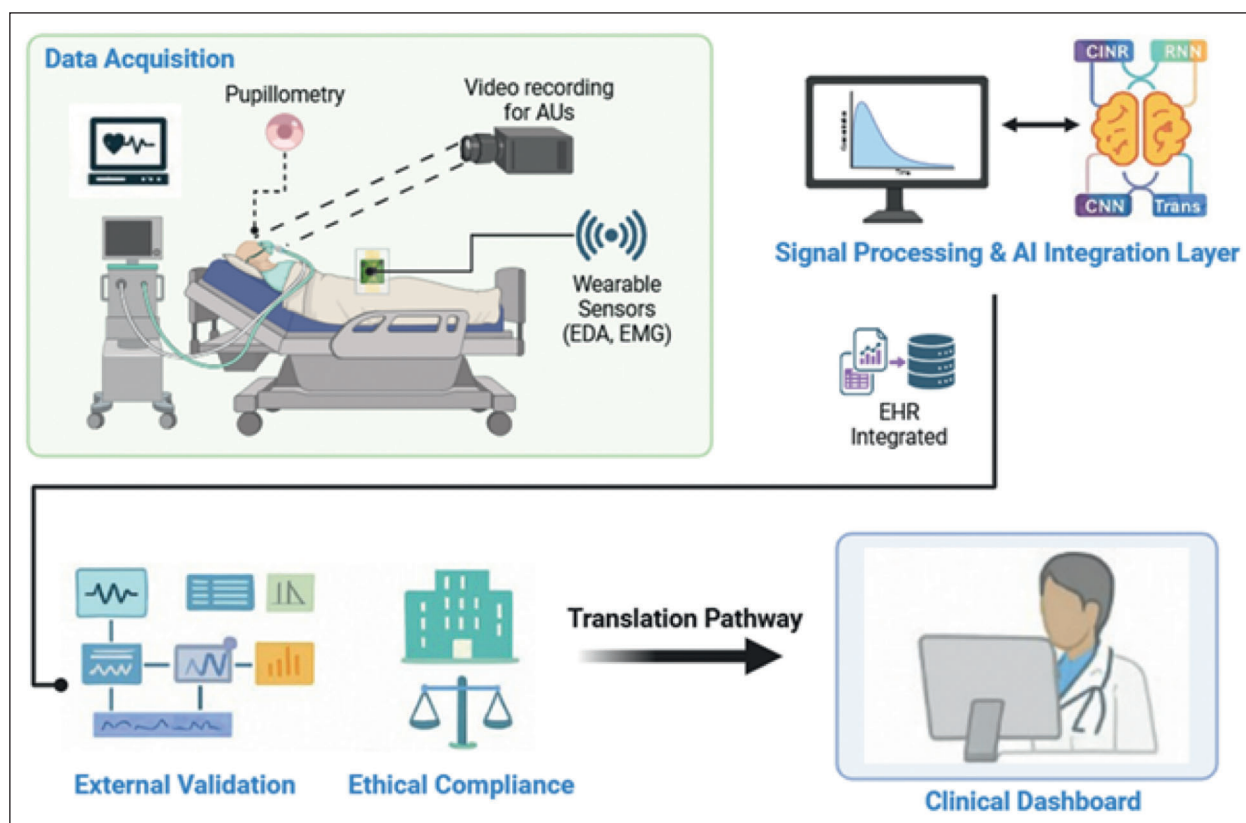 Data Acquisition
Pupillometry
Video recording
for AUs
Wearable
Sensors
(EDA, EMG)
CINR
RNN
CNN
Trans
Signal Processing & AI Integration Layer
EHR
Integrated
External Validation
Ethical Compliance
Translation Pathway
Clinical Dashboard